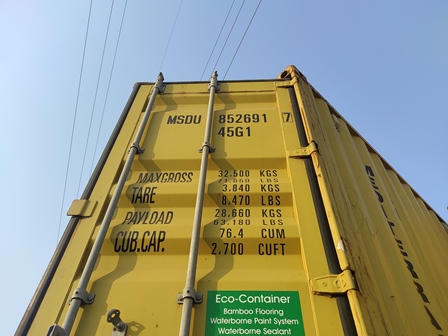 MSDU 852691 7
45G1
MAXGROSS 32.500 KGS
71.650 LBS
TARE 3.840 KGS
8.470 LBS
PAYLOAD 28.660 KGS
63.180 LBS
CUB.CAP. 76.4 CUM
2.700 CUFT
Eco-Container
Bamboo Flooring
Waterborne Paint System
Waterborne Sealant